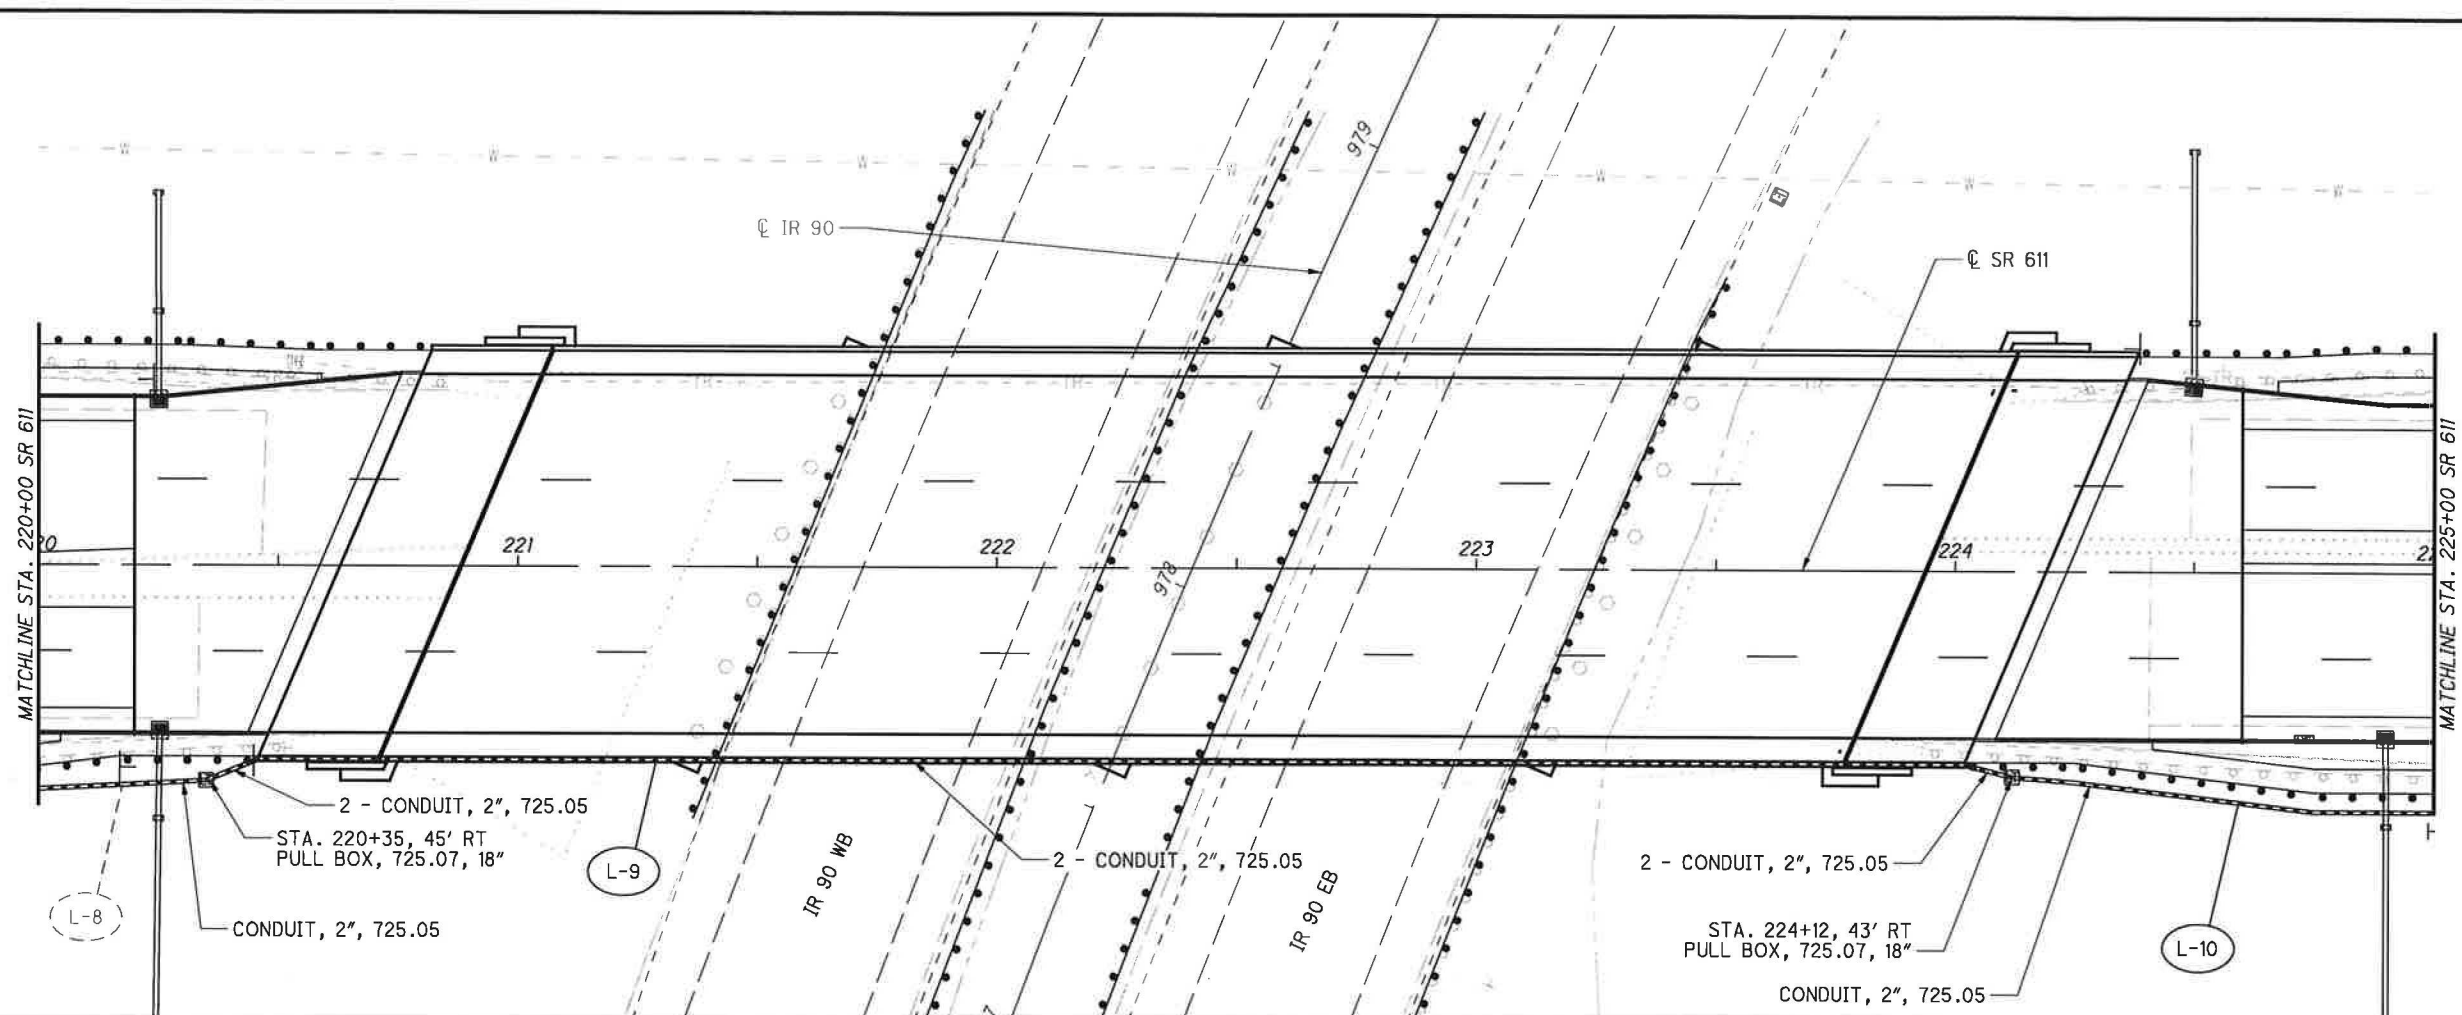 W W W W W W W
979
℄ IR 90
℄ SR 611
MATCHLINE STA. 220+00 SR 611
MATCHLINE STA. 225+00 SR 611
20
221
222
223
224
22
978
2 - CONDUIT, 2", 725.05
STA. 220+35, 45' RT
PULL BOX, 725.07, 18"
CONDUIT, 2", 725.05
L-8
L-9
IR 90 WB
2 - CONDUIT, 2", 725.05
IR 90 EB
2 - CONDUIT, 2", 725.05
STA. 224+12, 43' RT
PULL BOX, 725.07, 18"
CONDUIT, 2", 725.05
L-10